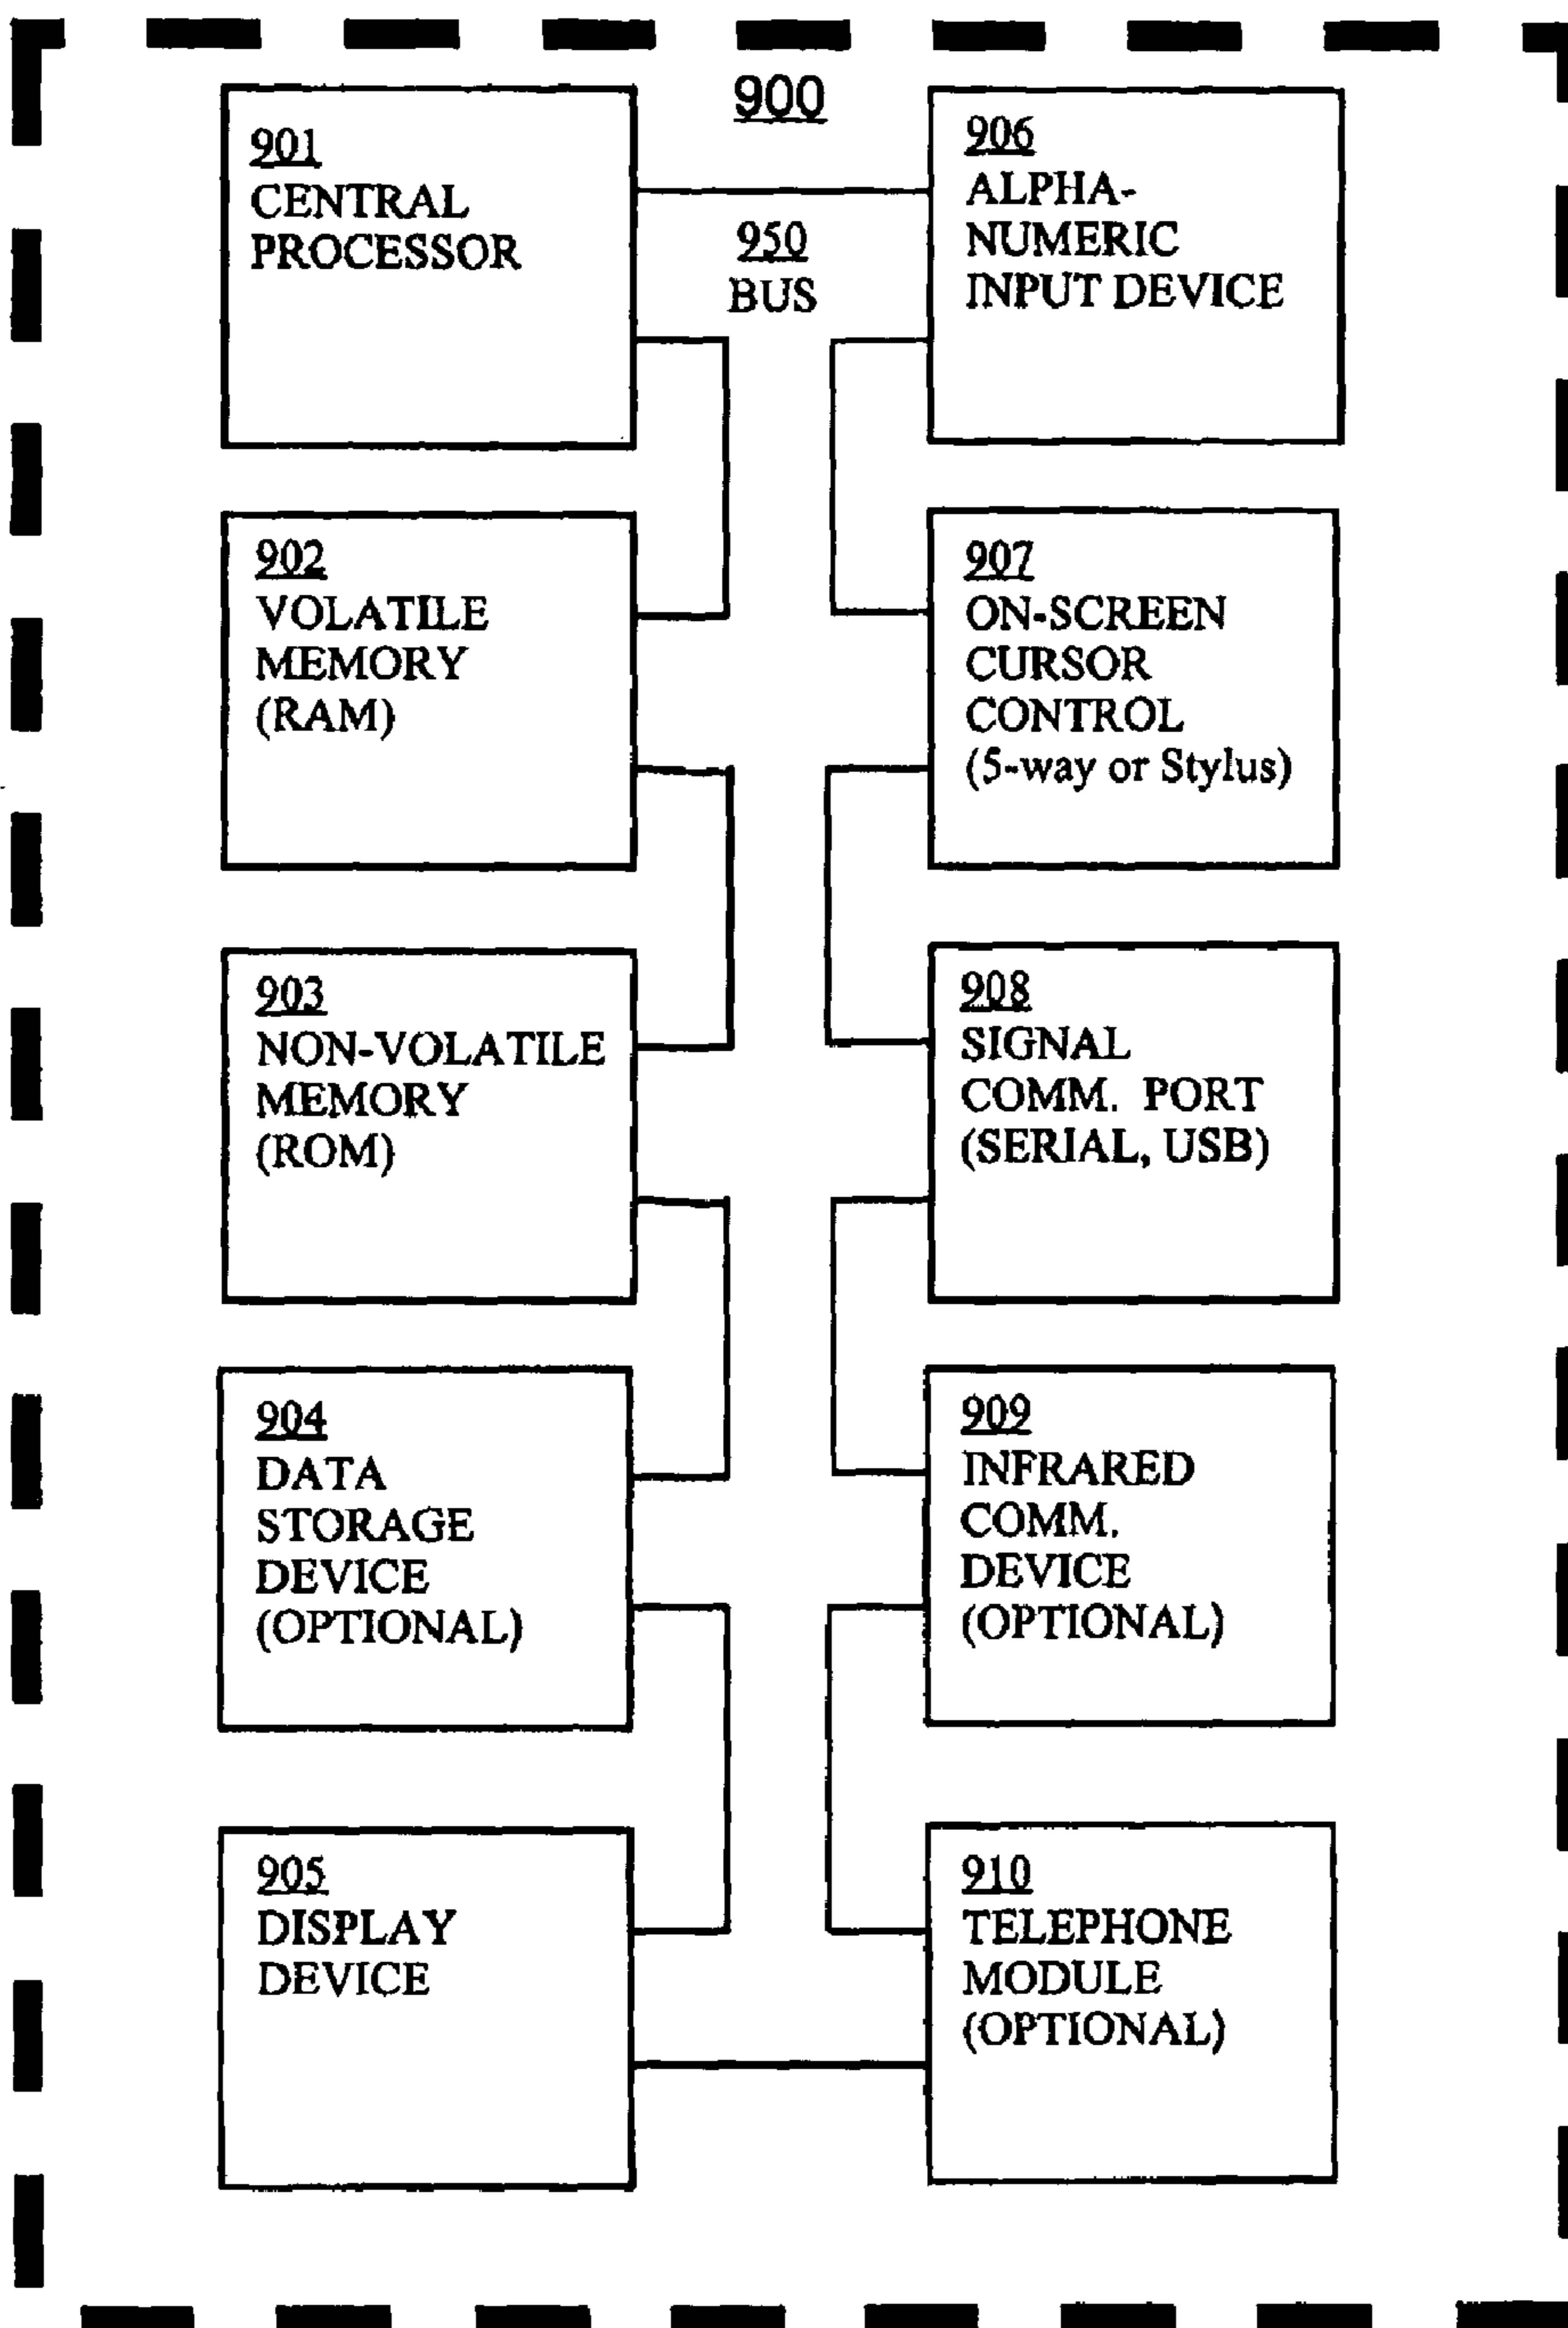 900
901
CENTRAL
PROCESSOR
950
BUS
906
ALPHA-
NUMERIC
INPUT DEVICE
902
VOLATILE
MEMORY
(RAM)
907
ON-SCREEN
CURSOR
CONTROL
(5-way or Stylus)
903
NON-VOLATILE
MEMORY
(ROM)
908
SIGNAL
COMM. PORT
(SERIAL, USB)
904
DATA
STORAGE
DEVICE
(OPTIONAL)
909
INFRARED
COMM.
DEVICE
(OPTIONAL)
905
DISPLAY
DEVICE
910
TELEPHONE
MODULE
(OPTIONAL)